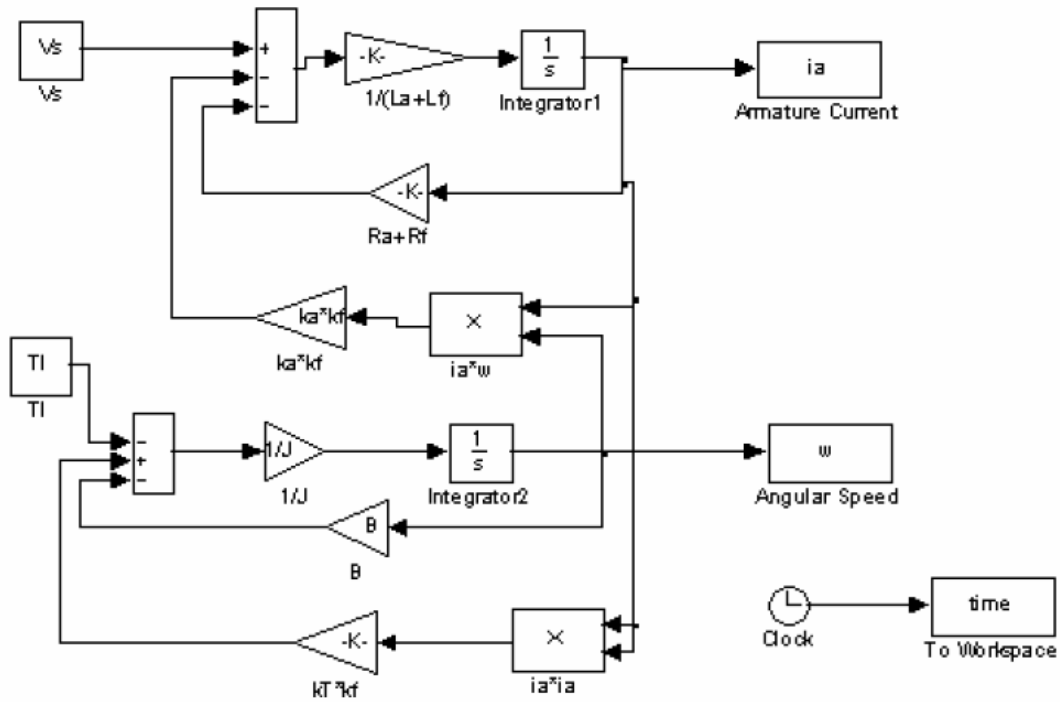 Vs
Vs
+
−
−
-K-
1/(La+Lf)
1
s
Integrator1
ia
Armature Current
-K-
Ra+Rf
ka*kf
ka*kf
×
ia*w
Tl
Tl
−
+
−
1/J
1/J
1
s
Integrator2
w
Angular Speed
B
B
-K-
kT*kf
×
ia*ia
Clock
time
To Workspace